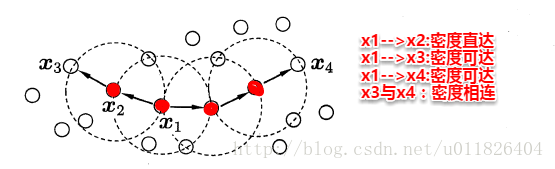 x3
x4
x2
x1
x1-->x2:密度直达
x1-->x3:密度可达
x1-->x4:密度可达
x3与x4：密度相连
http://blog.csdn.net/u011826404